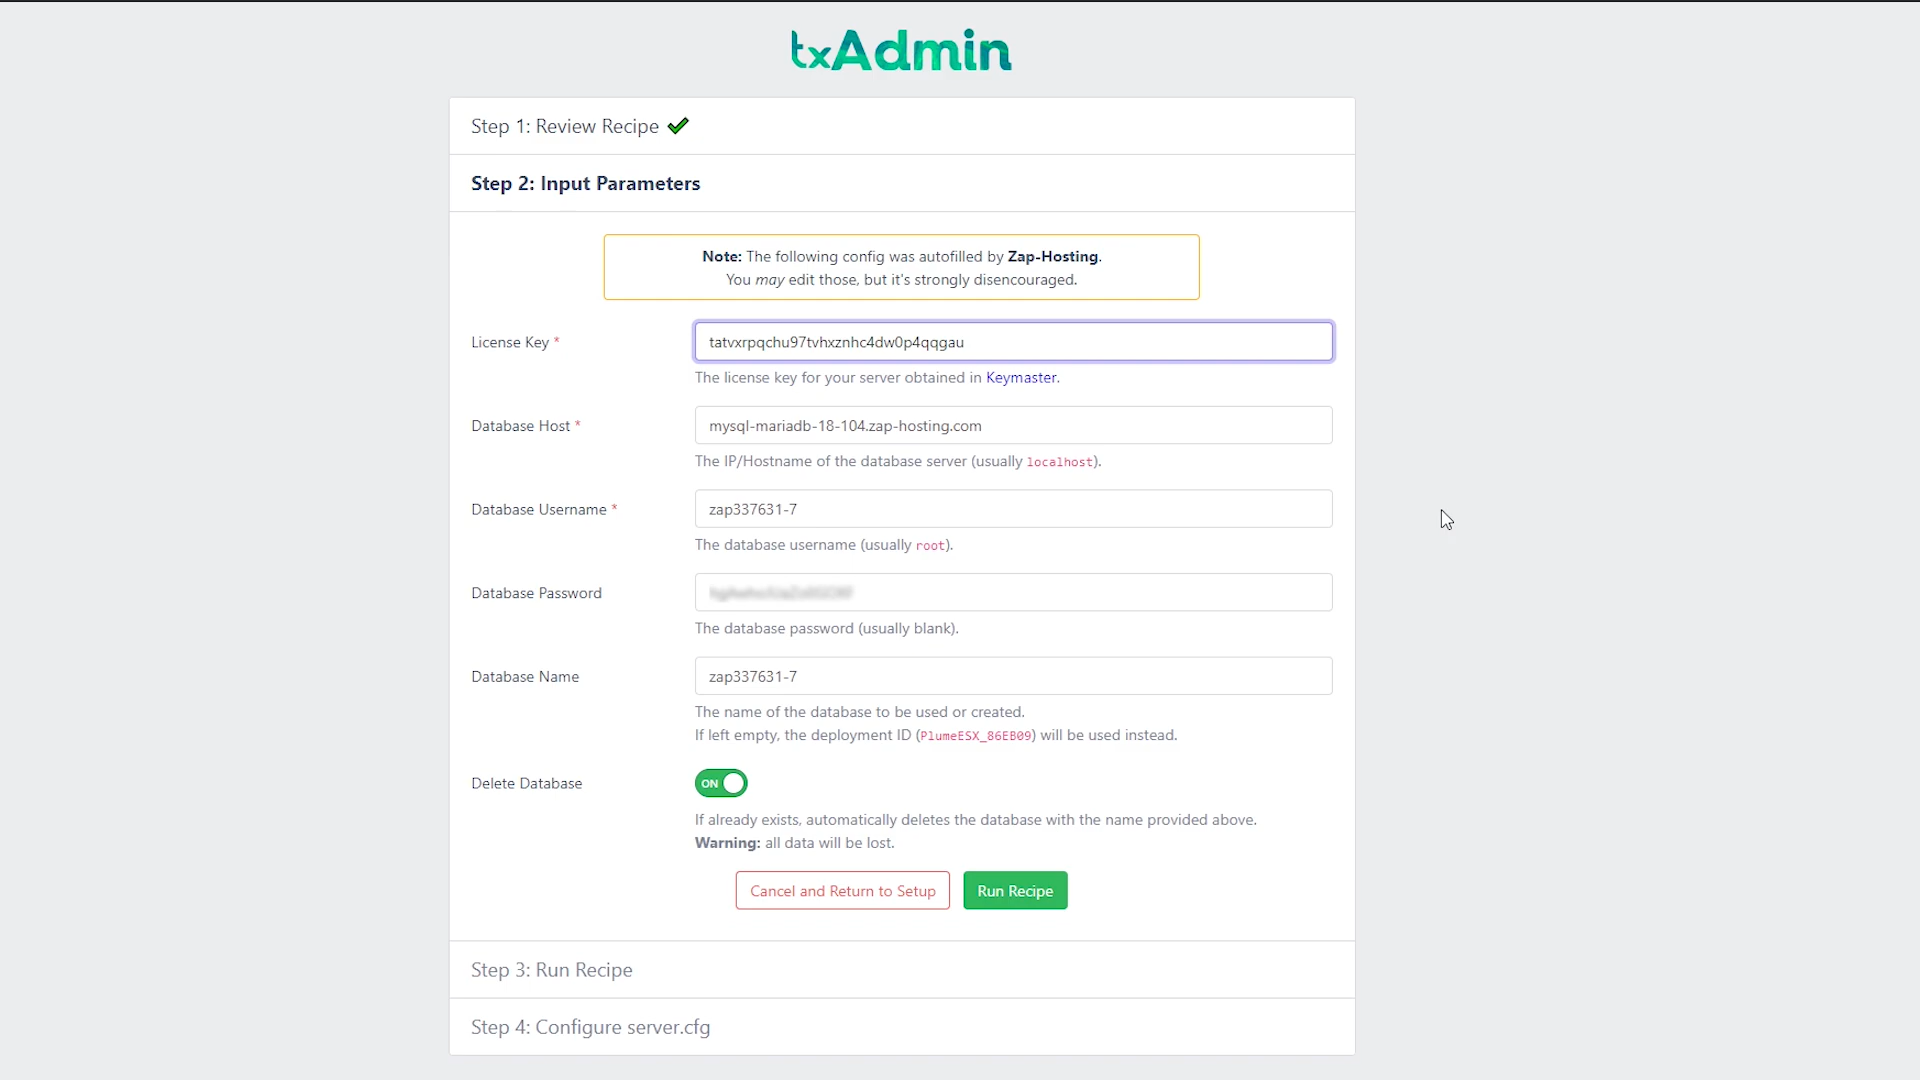 txAdmin
Step 1: Review Recipe
Step 2: Input Parameters
Note: The following config was autofilled by Zap-Hosting.
You may edit those, but it's strongly disencouraged.
License Key *
tatvxrpqchu97tvhxznhc4dw0p4qqgau
The license key for your server obtained in Keymaster.
Database Host *
mysql-mariadb-18-104.zap-hosting.com
The IP/Hostname of the database server (usually localhost).
Database Username *
zap337631-7
The database username (usually root).
Database Password
The database password (usually blank).
Database Name
zap337631-7
The name of the database to be used or created.
If left empty, the deployment ID (PlumeESX_86EB09) will be used instead.
Delete Database
ON
If already exists, automatically deletes the database with the name provided above.
Warning: all data will be lost.
Cancel and Return to Setup
Run Recipe
Step 3: Run Recipe
Step 4: Configure server.cfg